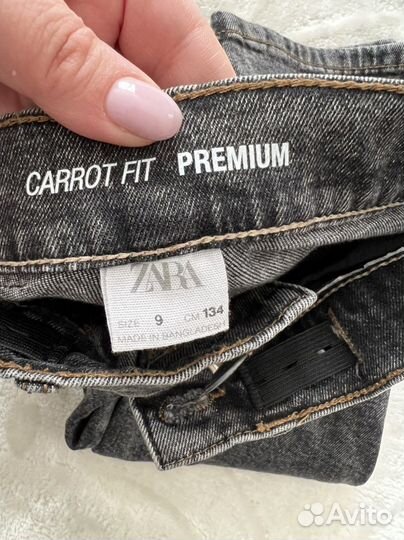 CARROT FIT PREMIUM
ZARA
SIZE 9 CM 134
MADE IN BANGLADESH
Avito